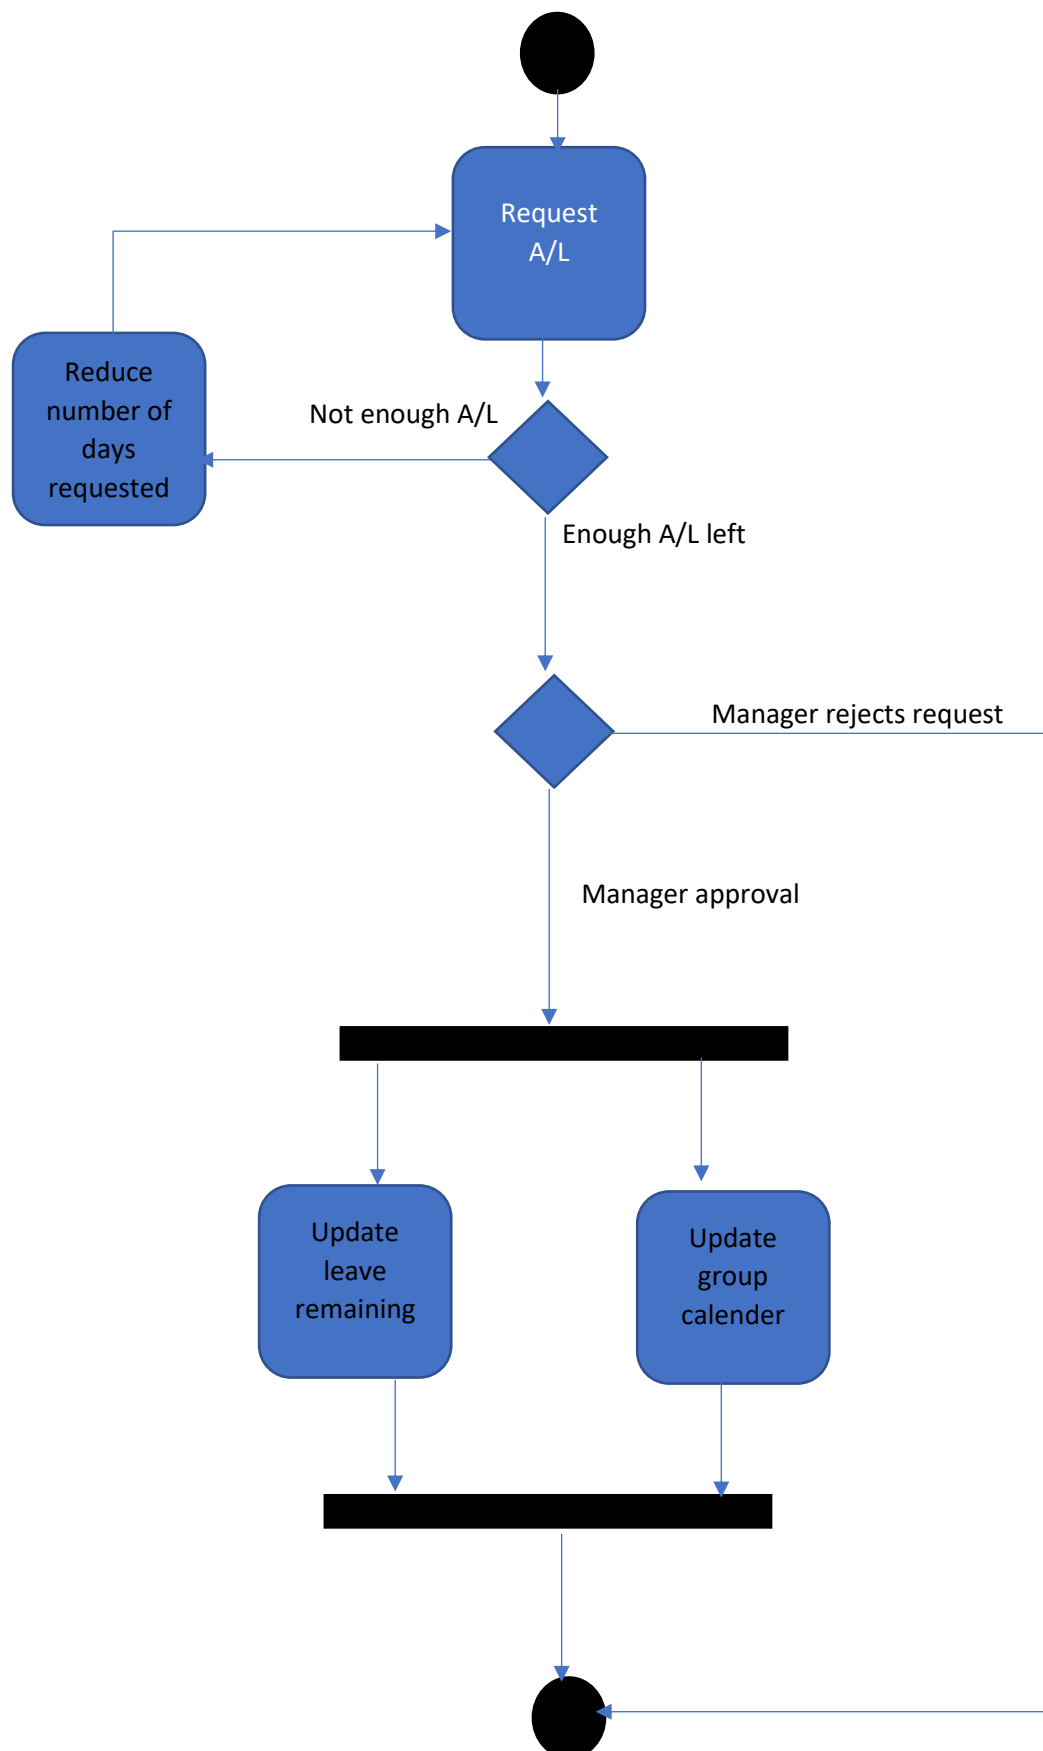 Request
A/L
Reduce
number of
days
requested
Not enough A/L
Enough A/L left
Manager rejects request
Manager approval
Update
leave
remaining
Update
group
calender